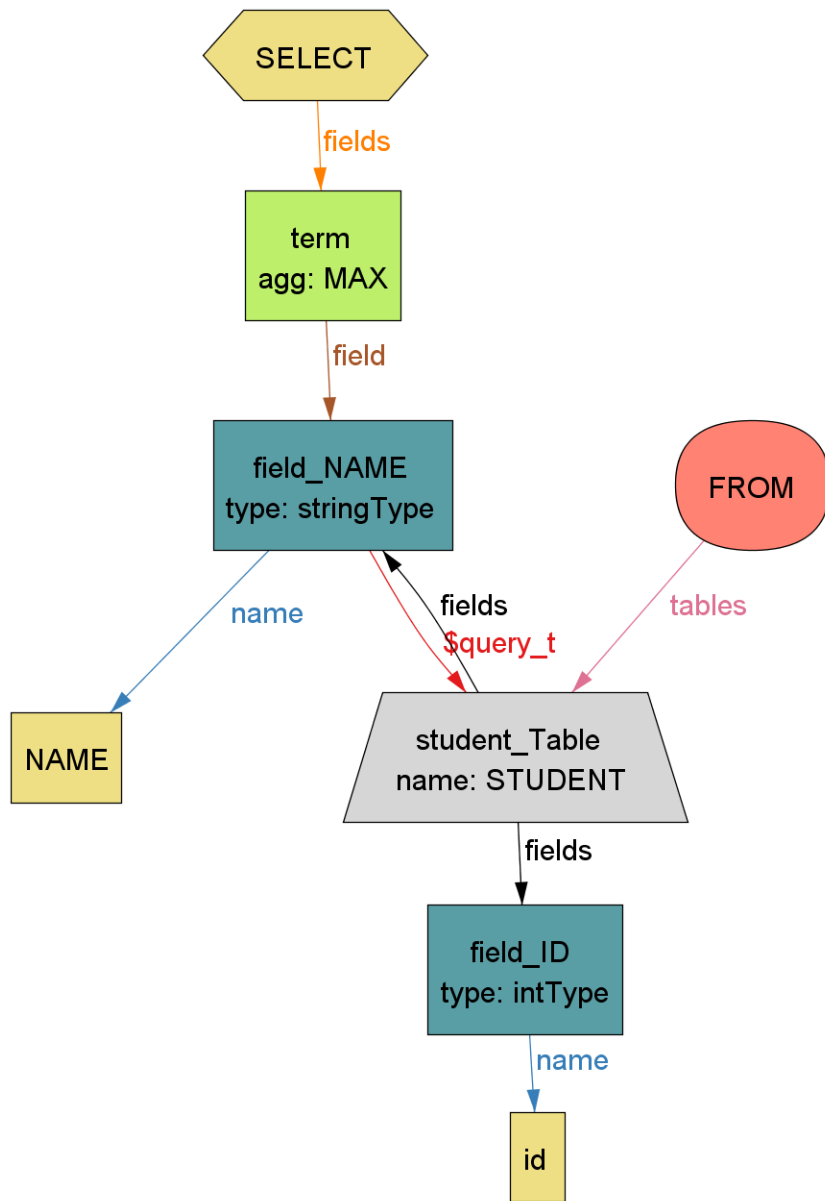 SELECT
fields
term
agg: MAX
field
field_NAME
type: stringType
FROM
name
fields
tables
$query_t
NAME
student_Table
name: STUDENT
fields
field_ID
type: intType
name
id